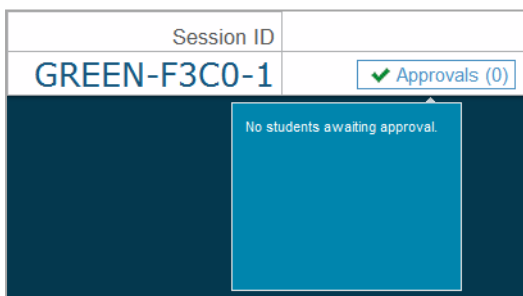 Session ID
GREEN-F3C0-1
Approvals (0)
No students awaiting approval.